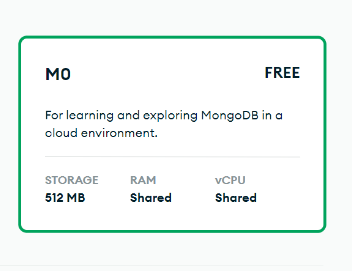 M0 FREE
For learning and exploring MongoDB in a
cloud environment.
STORAGE RAM vCPU
512 MB Shared Shared